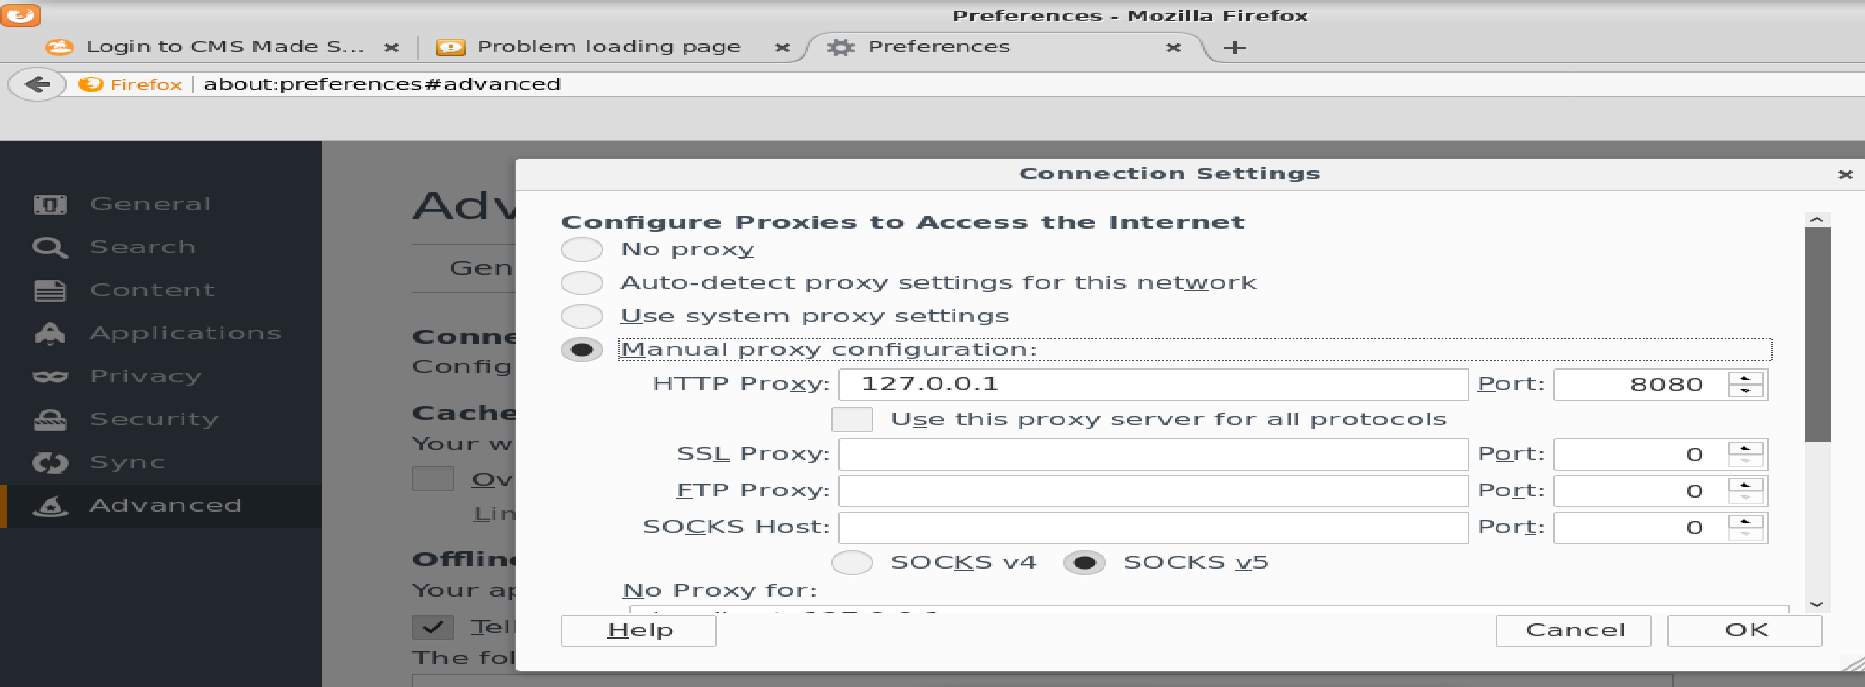 Preferences - Mozilla Firefox
Login to CMS Made S... × Problem loading page × Preferences × +
Firefox about:preferences#advanced
Connection Settings ×
General
Search
Content
Applications
Privacy
Security
Sync
Advanced
Adv
Gen
Conne
Config
Cache
Your w
Ov
Lin
Offlin
Your ap
Tell
The fol
Configure Proxies to Access the Internet
No proxy
Auto-detect proxy settings for this network
Use system proxy settings
Manual proxy configuration:
HTTP Proxy: 127.0.0.1 Port: 8080
Use this proxy server for all protocols
SSL Proxy: Port: 0
FTP Proxy: Port: 0
SOCKS Host: Port: 0
SOCKS v4 SOCKS v5
No Proxy for:
Help Cancel OK